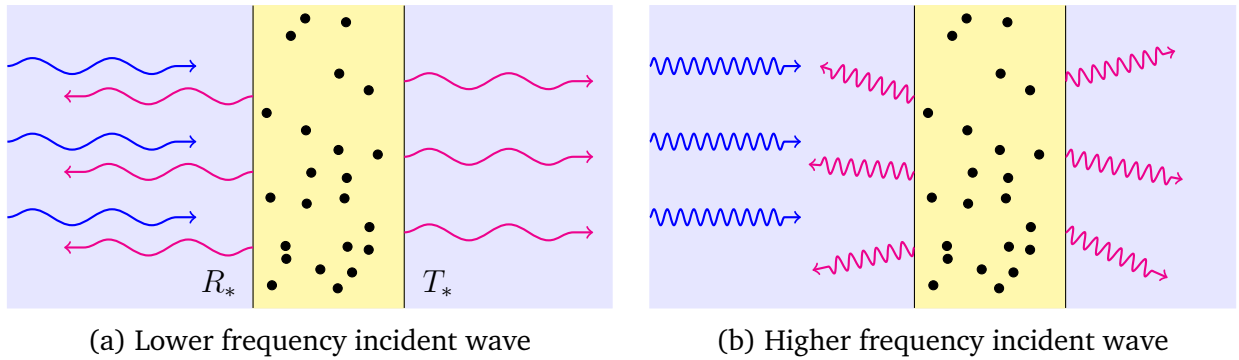 R* T*
(a) Lower frequency incident wave
(b) Higher frequency incident wave